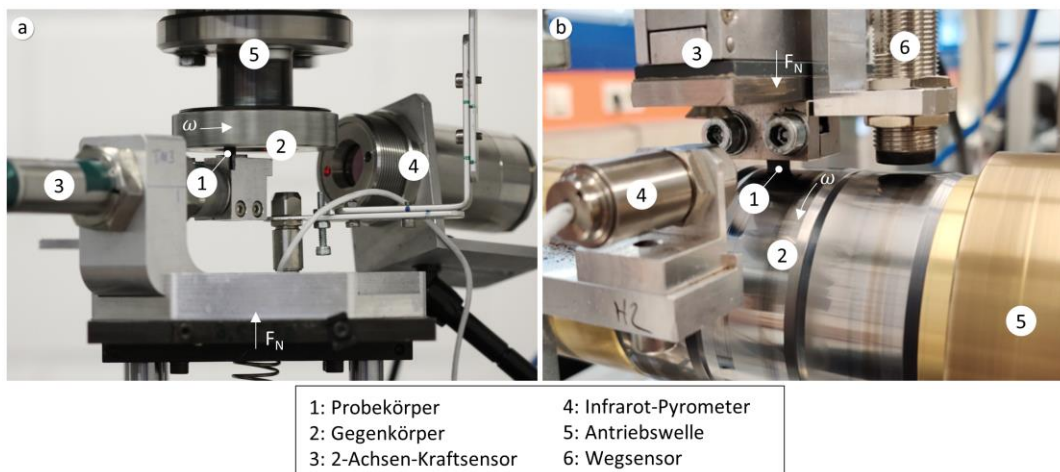 a
5
ω
2
3
1
4
F_N
b
3
6
F_N
4
1
ω
2
H2
5
1: Probekörper
2: Gegenkörper
3: 2-Achsen-Kraftsensor
4: Infrarot-Pyrometer
5: Antriebswelle
6: Wegsensor